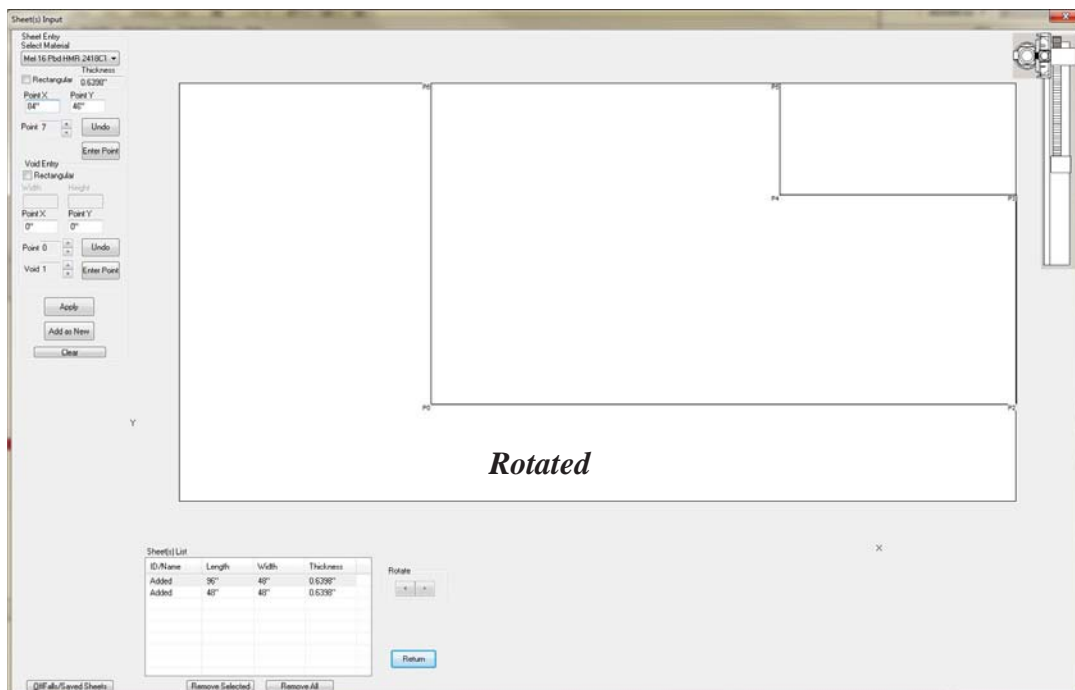 Sheet(s) Input
Sheet Entry
Select Material
Mel 16 Pbd HMR 2418CT
Thickness
Rectangular 0.6398"
Point X Point Y
84" 46"
Point 7 Undo
Enter Point
Void Entry
Rectangular
Width Height
Point X Point Y
0" 0"
Point 0 Undo
Void 1 Enter Point
Apply
Add as New
Clear
P6 P5
P4 P3
P0 P2
Y
Rotated
X
Sheet(s) List
ID/Name Length Width Thickness
Added 96" 48" 0.6398"
Added 48" 48" 0.6398"
Rotate
Return
OffFalls/Saved Sheets Remove Selected Remove All